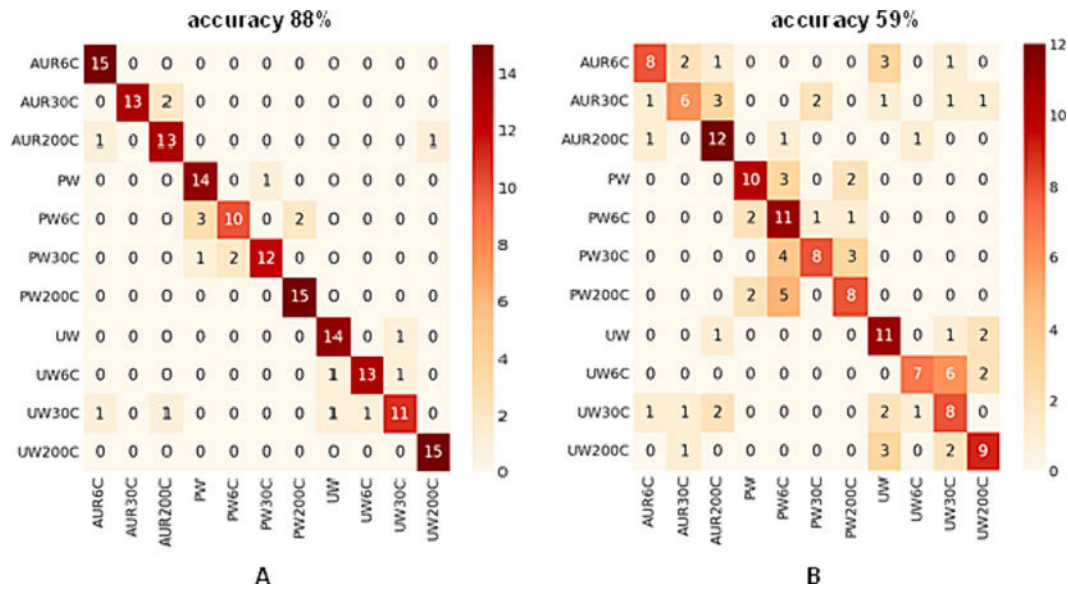 accuracy 88%
AUR6C 15 0 0 0 0 0 0 0 0 0 0
AUR30C 0 13 2 0 0 0 0 0 0 0 0
AUR200C 1 0 13 0 0 0 0 0 0 0 1
PW 0 0 0 14 0 1 0 0 0 0 0
PW6C 0 0 0 3 10 0 2 0 0 0 0
PW30C 0 0 0 1 2 12 0 0 0 0 0
PW200C 0 0 0 0 0 0 15 0 0 0 0
UW 0 0 0 0 0 0 0 14 0 1 0
UW6C 0 0 0 0 0 0 0 1 13 1 0
UW30C 1 0 1 0 0 0 0 1 1 11 0
UW200C 0 0 0 0 0 0 0 0 0 0 15
AUR6C AUR30C AUR200C PW PW6C PW30C PW200C UW UW6C UW30C UW200C
14
12
10
8
6
4
2
0
A
accuracy 59%
AUR6C 8 2 1 0 0 0 0 3 0 1 0
AUR30C 1 6 3 0 0 2 0 1 0 1 1
AUR200C 1 0 12 0 1 0 0 0 1 0 0
PW 0 0 0 10 3 0 2 0 0 0 0
PW6C 0 0 0 2 11 1 1 0 0 0 0
PW30C 0 0 0 0 4 8 3 0 0 0 0
PW200C 0 0 0 2 5 0 8 0 0 0 0
UW 0 0 1 0 0 0 0 11 0 1 2
UW6C 0 0 0 0 0 0 0 0 7 6 2
UW30C 1 1 2 0 0 0 0 2 1 8 0
UW200C 0 1 0 0 0 0 0 3 0 2 9
AUR6C AUR30C AUR200C PW PW6C PW30C PW200C UW UW6C UW30C UW200C
12
10
8
6
4
2
0
B